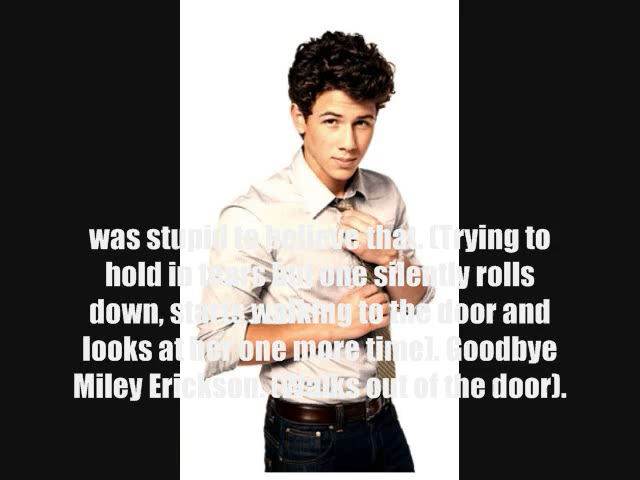 was stupid to believe that. (Trying to
hold in tears but one silently rolls
down, starts walking to the door and
looks at her one more time). Goodbye
Miley Erickson. (Walks out of the door).